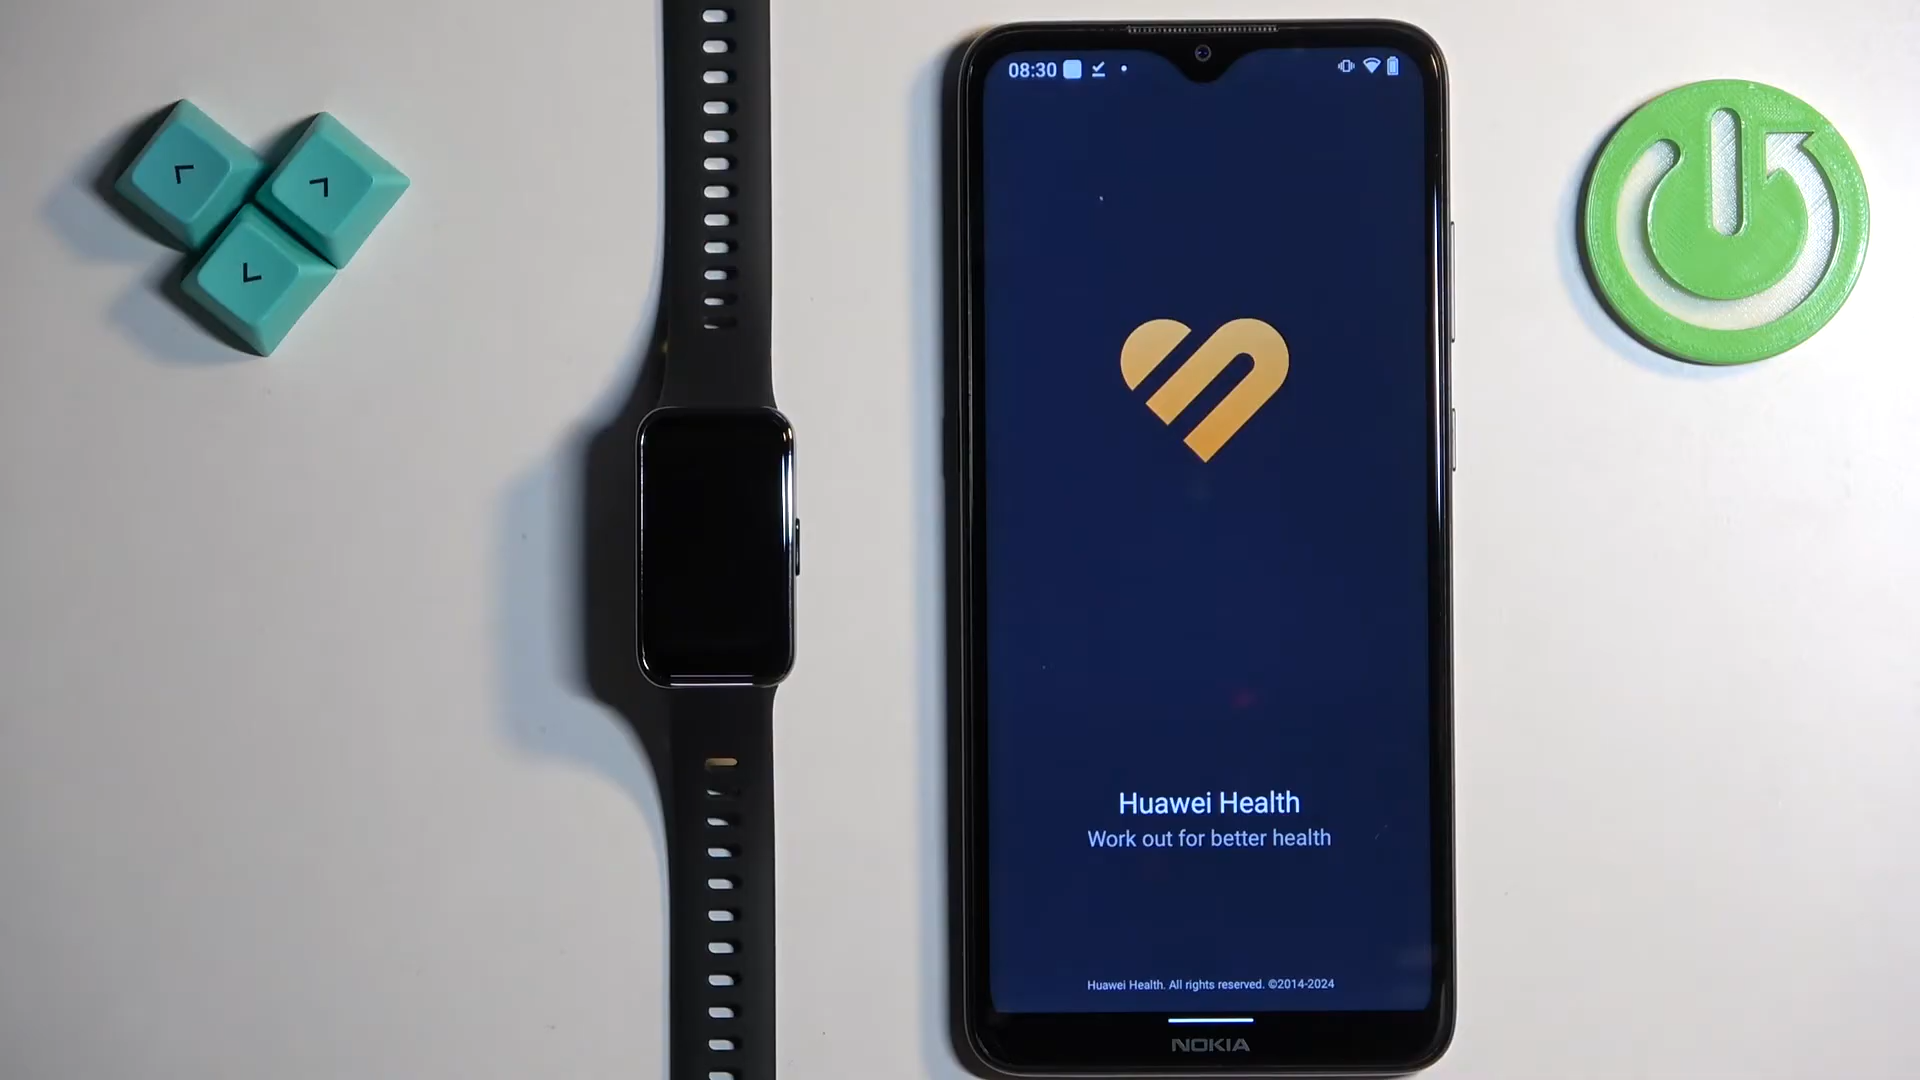 08:30
Huawei Health
Work out for better health
Huawei Health. All rights reserved. ©2014-2024
NOKIA